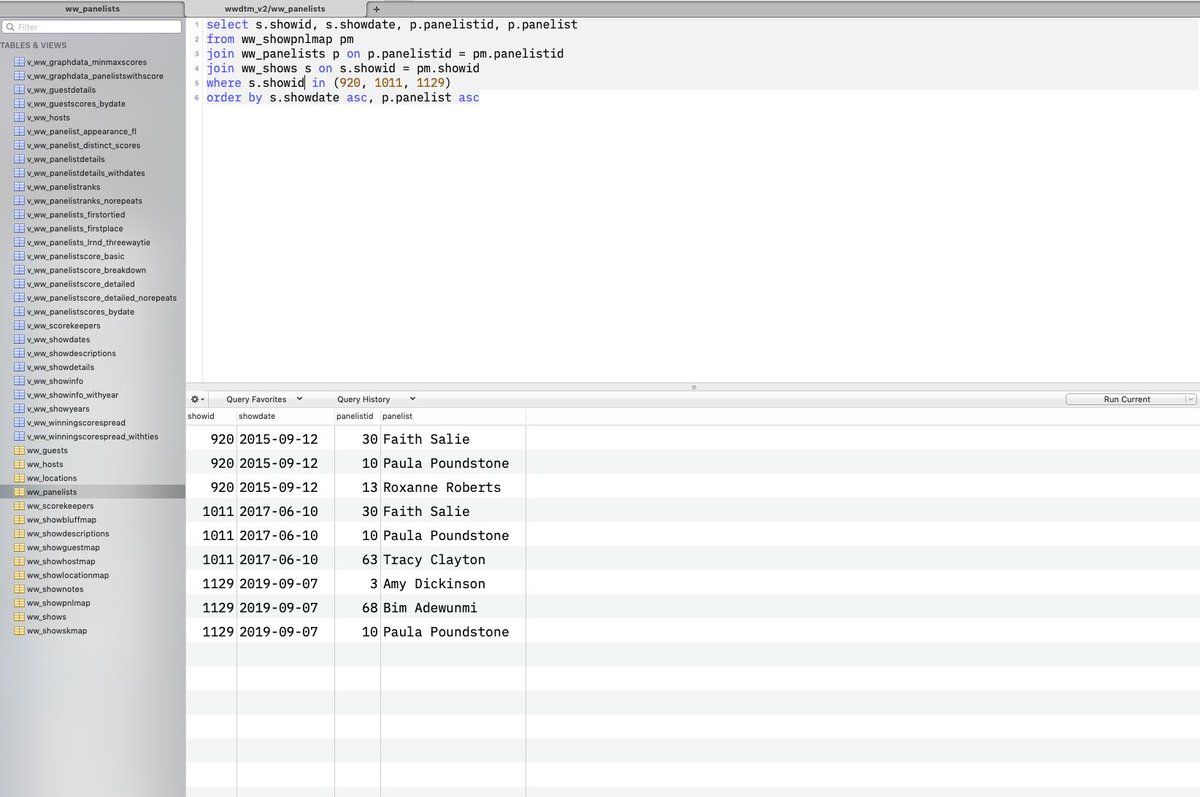 ww_panelists
wwdtm_v2/ww_panelists
+
Filter
TABLES & VIEWS
v_ww_graphdata_minmaxscores
v_ww_graphdata_panelistswithscore
v_ww_guestdetails
v_ww_guestscores_bydate
v_ww_hosts
v_ww_panelist_appearance_fl
v_ww_panelist_distinct_scores
v_ww_panelistdetails
v_ww_panelistdetails_withdates
v_ww_panelistranks
v_ww_panelistranks_norepeats
v_ww_panelists_firstortied
v_ww_panelists_firstplace
v_ww_panelists_lrnd_threewaytie
v_ww_panelistscore_basic
v_ww_panelistscore_breakdown
v_ww_panelistscore_detailed
v_ww_panelistscore_detailed_norepeats
v_ww_panelistscores_bydate
v_ww_scorekeepers
v_ww_showdates
v_ww_showdescriptions
v_ww_showdetails
v_ww_showinfo
v_ww_showinfo_withyear
v_ww_showyears
v_ww_winningscorespread
v_ww_winningscorespread_withties
ww_guests
ww_hosts
ww_locations
ww_panelists
ww_scorekeepers
ww_showbluffmap
ww_showdescriptions
ww_showguestmap
ww_showhostmap
ww_showlocationmap
ww_shownotes
ww_showpnlmap
ww_shows
ww_showskmap
1 select s.showid, s.showdate, p.panelistid, p.panelist
2 from ww_showpnlmap pm
3 join ww_panelists p on p.panelistid = pm.panelistid
4 join ww_shows s on s.showid = pm.showid
5 where s.showid in (920, 1011, 1129)
6 order by s.showdate asc, p.panelist asc
Query Favorites Query History Run Current
showid showdate panelistid panelist
920 2015-09-12 30 Faith Salie
920 2015-09-12 10 Paula Poundstone
920 2015-09-12 13 Roxanne Roberts
1011 2017-06-10 30 Faith Salie
1011 2017-06-10 10 Paula Poundstone
1011 2017-06-10 63 Tracy Clayton
1129 2019-09-07 3 Amy Dickinson
1129 2019-09-07 68 Bim Adewunmi
1129 2019-09-07 10 Paula Poundstone